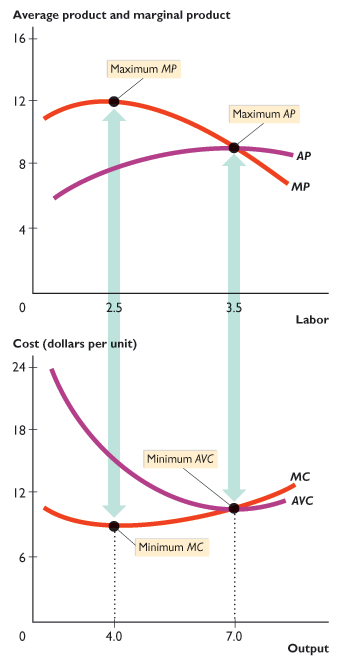 Average product and marginal product
16
Maximum MP
12
Maximum AP
AP
8
MP
4
0
2.5
3.5
Labor
Cost (dollars per unit)
24
18
Minimum AVC
MC
12
AVC
Minimum MC
6
0
4.0
7.0
Output